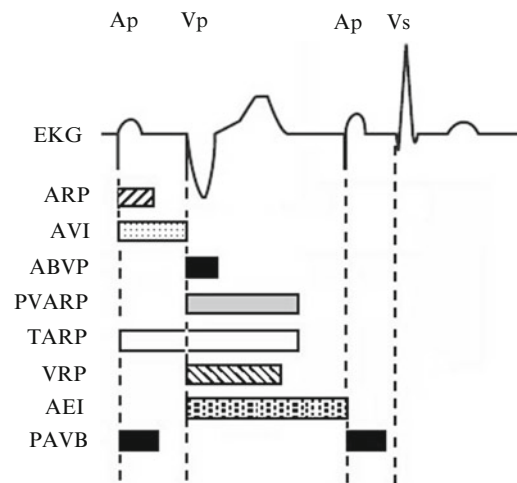 Ap Vp Ap Vs
EKG
ARP
AVI
ABVP
PVARP
TARP
VRP
AEI
PAVB